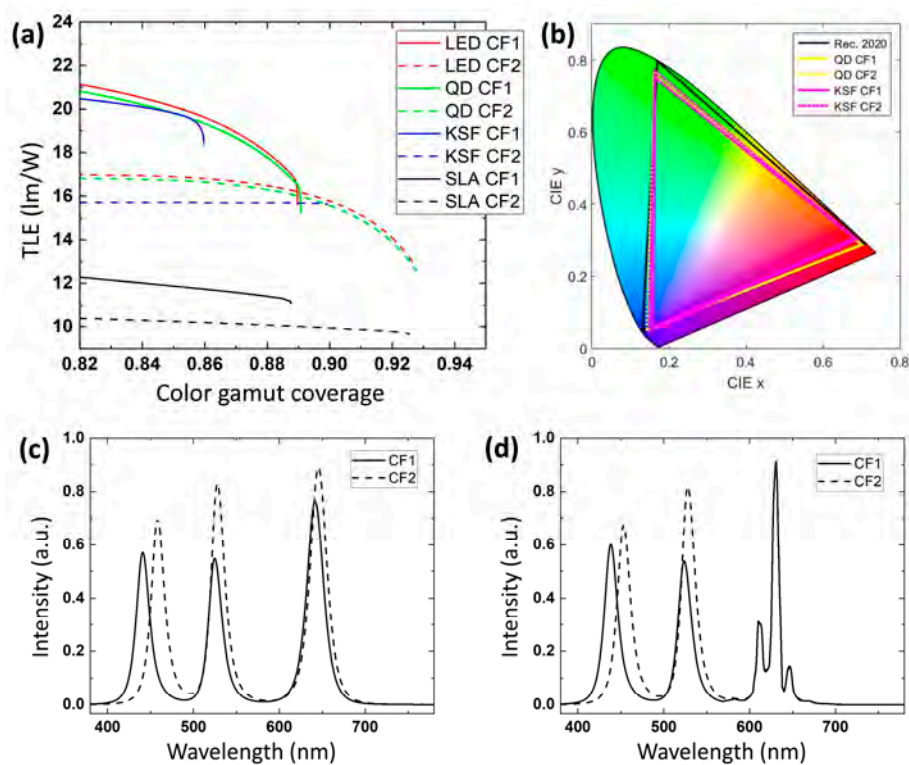 (a)
24
22
20
18
16
14
12
10
TLE (lm/W)
0.82 0.84 0.86 0.88 0.90 0.92 0.94
Color gamut coverage
LED CF1
LED CF2
QD CF1
QD CF2
KSF CF1
KSF CF2
SLA CF1
SLA CF2
(b)
0.8
0.6
0.4
0.2
0
CIE y
0 0.2 0.4 0.6 0.8
CIE x
Rec. 2020
QD CF1
QD CF2
KSF CF1
KSF CF2
(c)
1.0
0.8
0.6
0.4
0.2
0.0
Intensity (a.u.)
400 500 600 700
Wavelength (nm)
CF1
CF2
(d)
1.0
0.8
0.6
0.4
0.2
0.0
Intensity (a.u.)
400 500 600 700
Wavelength (nm)
CF1
CF2